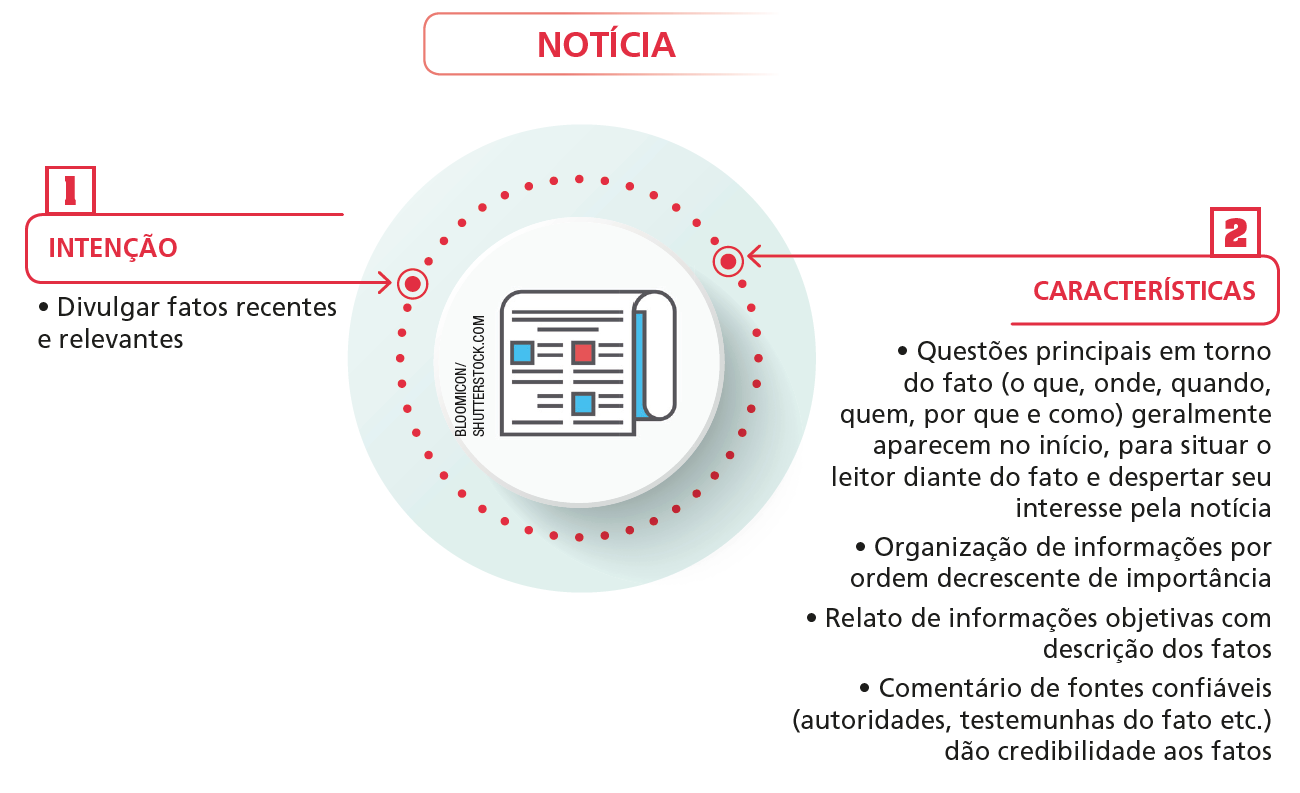 NOTÍCIA
1
INTENÇÃO
• Divulgar fatos recentes
e relevantes
BLOOMICON/
SHUTTERSTOCK.COM
2
CARACTERÍSTICAS
• Questões principais em torno
do fato (o que, onde, quando,
quem, por que e como) geralmente
aparecem no início, para situar o
leitor diante do fato e despertar seu
interesse pela notícia
• Organização de informações por
ordem decrescente de importância
• Relato de informações objetivas com
descrição dos fatos
• Comentário de fontes confiáveis
(autoridades, testemunhas do fato etc.)
dão credibilidade aos fatos